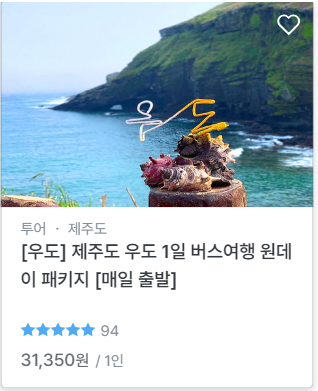 우도
투어 · 제주도
[우도] 제주도 우도 1일 버스여행 원데
이 패키지 [매일 출발]
94
31,350원 / 1인